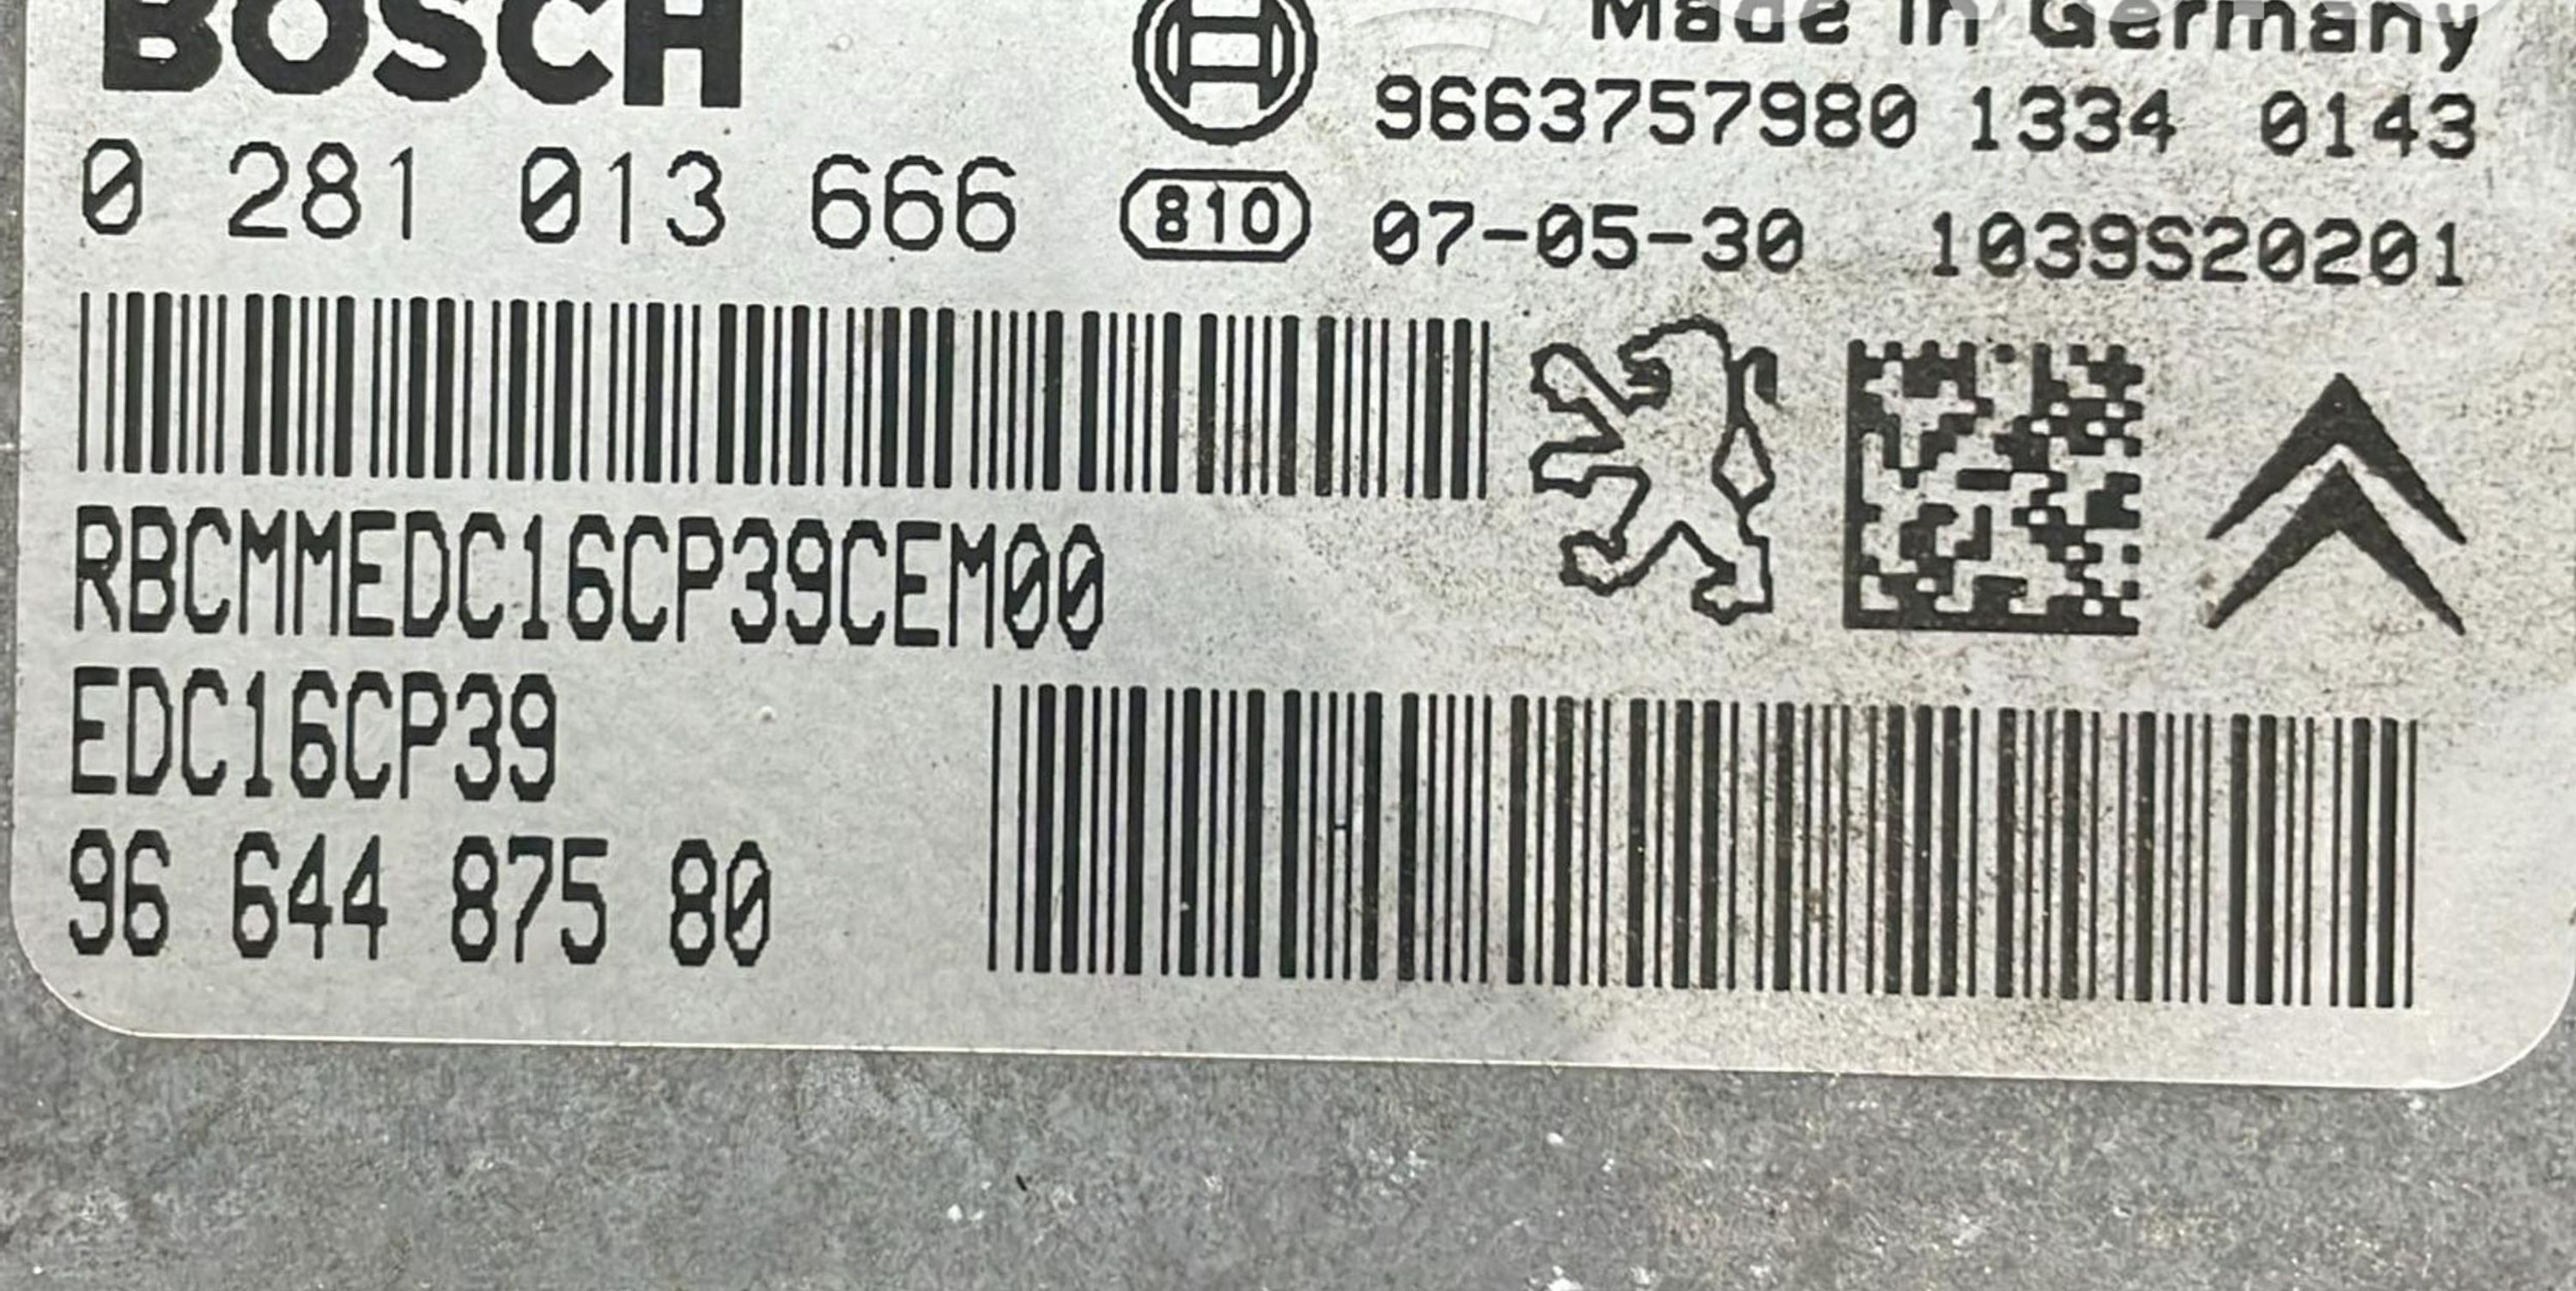 BOSCH
Made in Germany
9663757980 1334 0143
0 281 013 666
810
07-05-30 1039S20201
RBCMMEDC16CP39CEM00
EDC16CP39
96 644 875 80